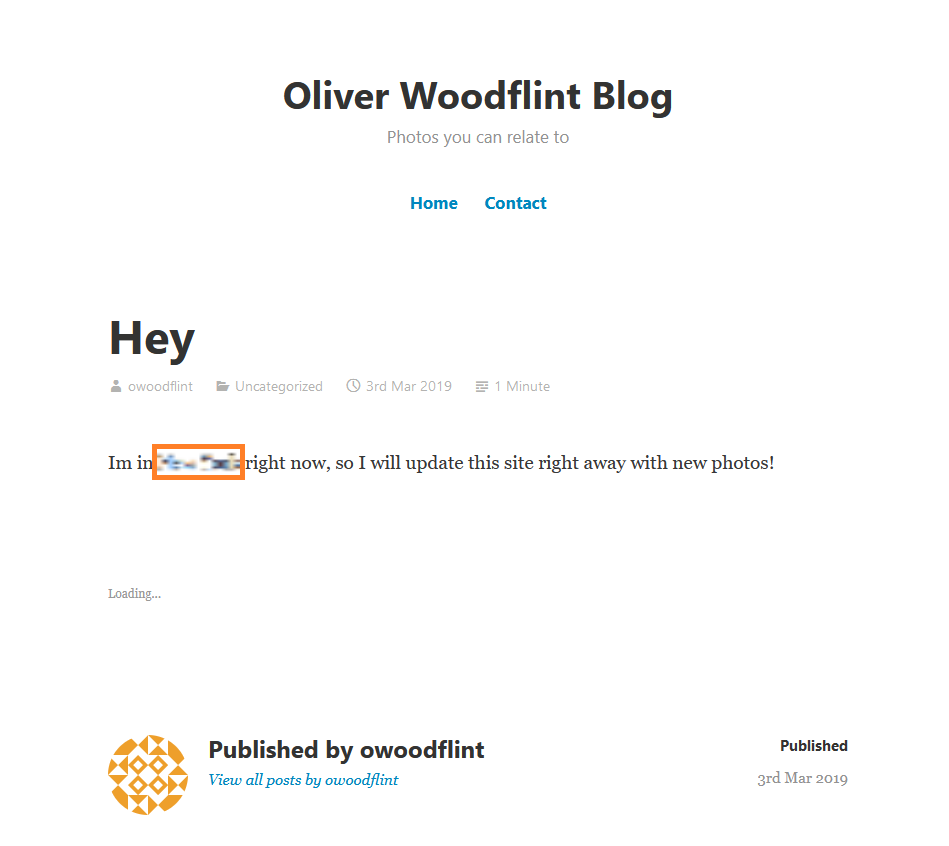 Oliver Woodflint Blog
Photos you can relate to
Home Contact
Hey
owoodflint Uncategorized 3rd Mar 2019 1 Minute
Im in right now, so I will update this site right away with new photos!
Loading...
Published by owoodflint
View all posts by owoodflint
Published
3rd Mar 2019